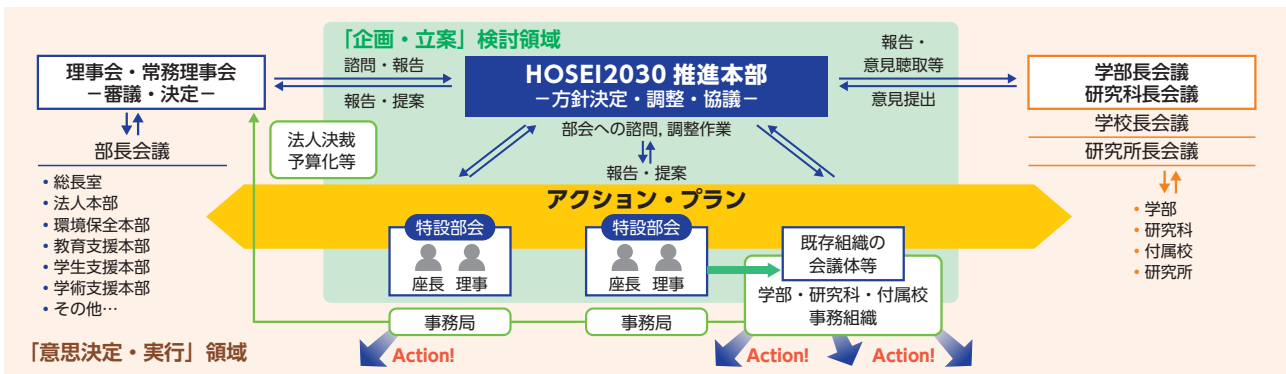 「企画・立案」検討領域
理事会・常務理事会
－審議・決定－
諮問・報告
報告・提案
HOSEI2030 推進本部
－方針決定・調整・協議－
報告・
意見聴取等
意見提出
学部長会議
研究科長会議
学校長会議
研究所長会議
部長会議
・総長室
・法人本部
・環境保全本部
・教育支援本部
・学生支援本部
・学術支援本部
・その他…
法人決裁
予算化等
部会への諮問, 調整作業
報告・提案
アクション・プラン
・学部
・研究科
・付属校
・研究所
特設部会
座長 理事
特設部会
座長 理事
既存組織の
会議体等
学部・研究科・付属校
事務組織
事務局
事務局
「意思決定・実行」領域
Action!
Action!
Action!